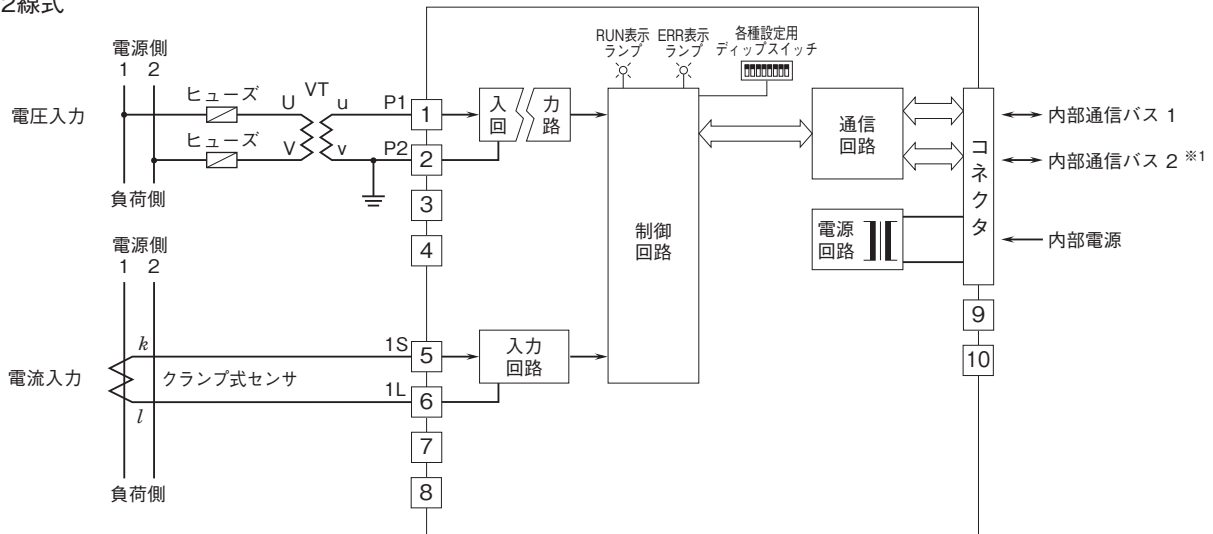 2線式
電源側
1 2
電圧入力
ヒューズ
ヒューズ
U VT u
V v
P1
P2
負荷側
1
2
3
4
入回
力路
RUN表示
ランプ
ERR表示
ランプ
各種設定用
ディップスイッチ
制御
回路
通信
回路
電源
回路
コネクタ
内部通信バス 1
内部通信バス 2 ※1
内部電源
9
10
電源側
1 2
電流入力
k
l
クランプ式センサ
1S
1L
負荷側
5
6
7
8
入力
回路